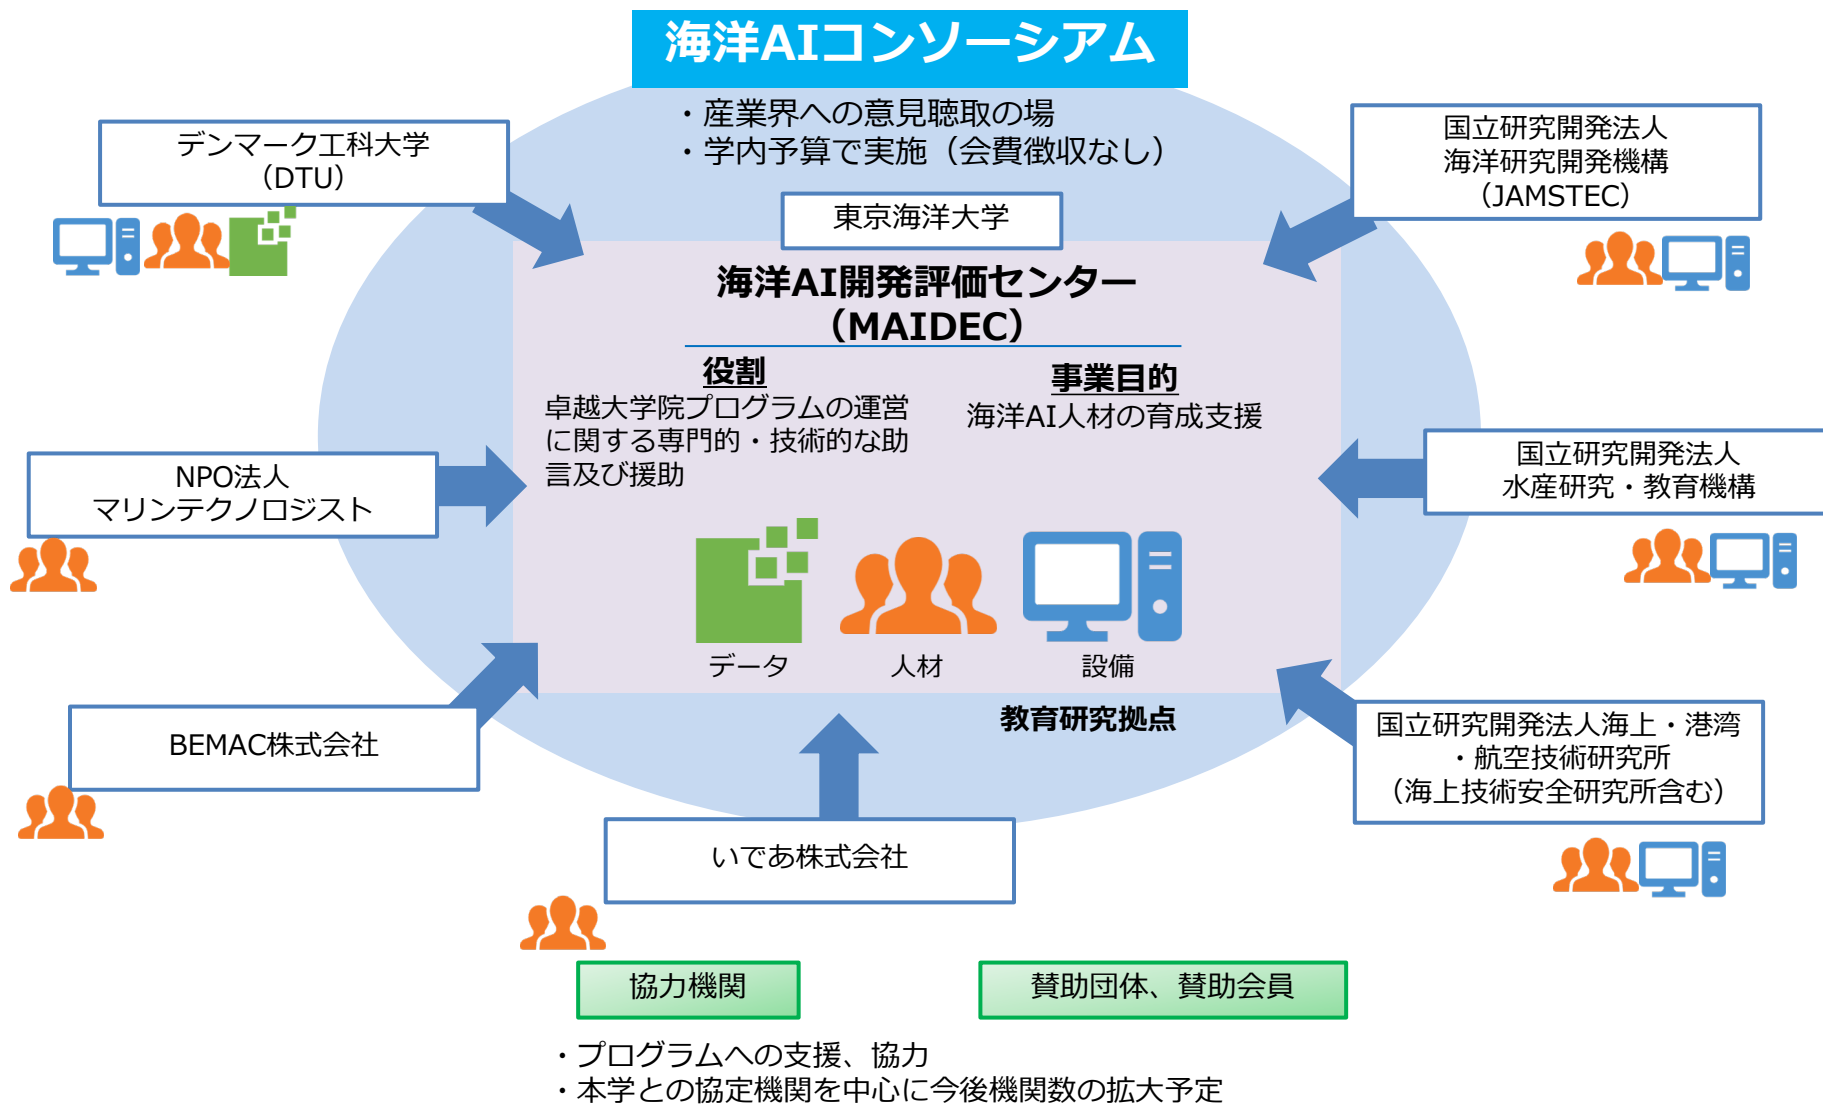 海洋AIコンソーシアム
・産業界への意見聴取の場
・学内予算で実施（会費徴収なし）
デンマーク工科大学
（DTU）
国立研究開発法人
海洋研究開発機構
（JAMSTEC）
東京海洋大学
海洋AI開発評価センター
（MAIDEC）
役割
卓越大学院プログラムの運営
に関する専門的・技術的な助
言及び援助
事業目的
海洋AI人材の育成支援
NPO法人
マリンテクノロジスト
国立研究開発法人
水産研究・教育機構
データ
人材
設備
教育研究拠点
BEMAC株式会社
国立研究開発法人海上・港湾
・航空技術研究所
（海上技術安全研究所含む）
いであ株式会社
協力機関
賛助団体、賛助会員
・プログラムへの支援、協力
・本学との協定機関を中心に今後機関数の拡大予定